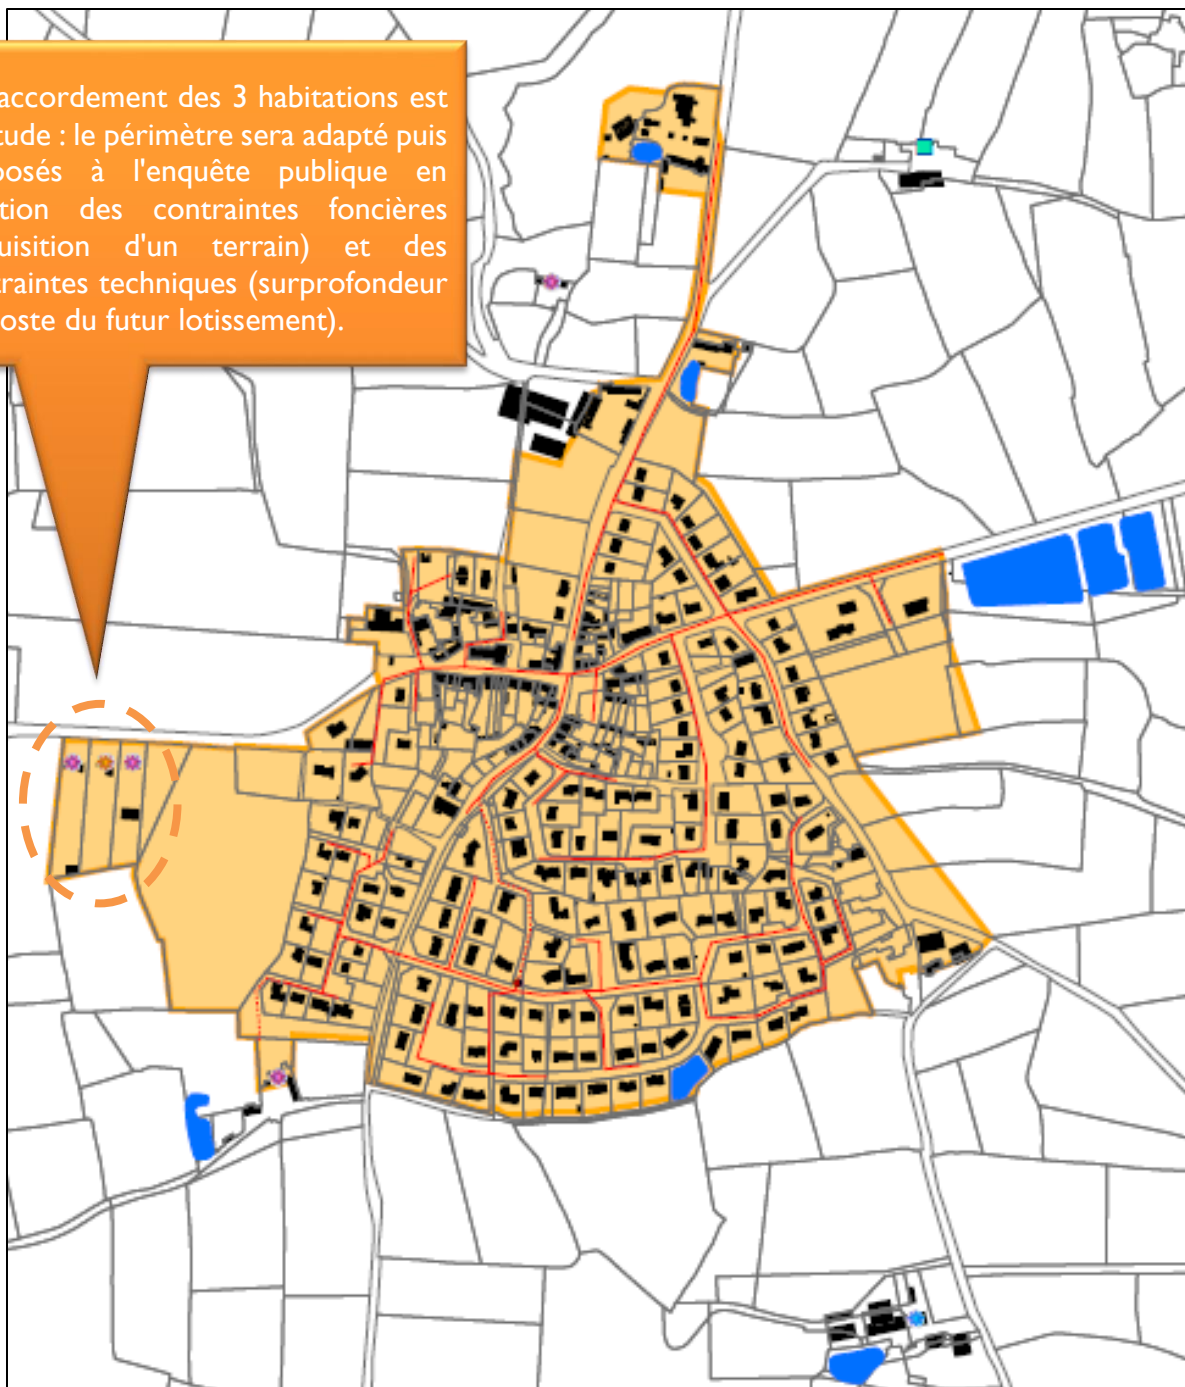 accordement des 3 habitations est
tude : le périmètre sera adapté puis
posés à l'enquête publique en
tion des contraintes foncières
uisition d'un terrain) et des
traintes techniques (surprofondeur
oste du futur lotissement).